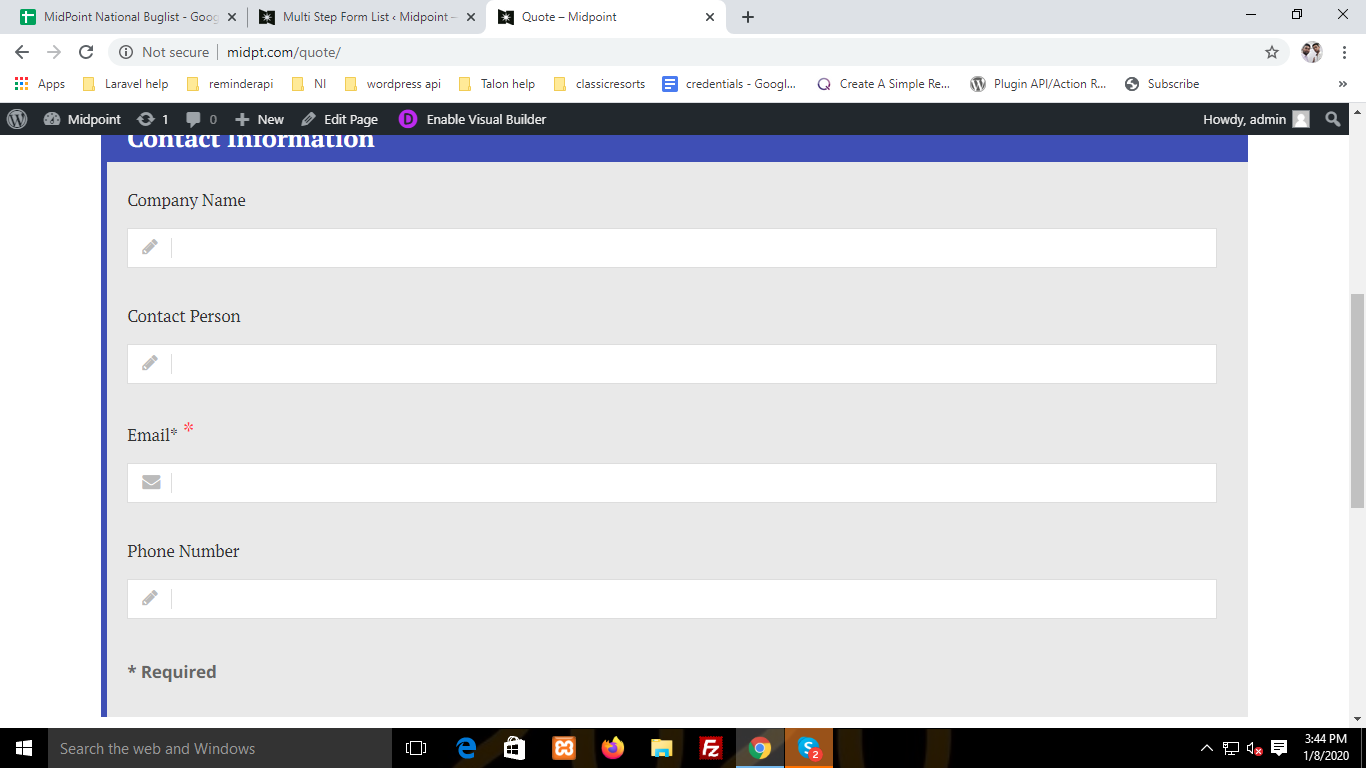 MidPoint National Buglist - Goog
Multi Step Form List ‹ Midpoint –
Quote – Midpoint
Not secure
midpt.com/quote/
Apps
Laravel help
reminderapi
NI
wordpress api
Talon help
classicresorts
credentials - Googl...
Create A Simple Re...
Plugin API/Action R...
Subscribe
»
Midpoint
1
0
New
Edit Page
D
Enable Visual Builder
Howdy, admin
Contact Information
Company Name
Contact Person
Email* *
Phone Number
* Required
Search the web and Windows
2
3:44 PM
1/8/2020